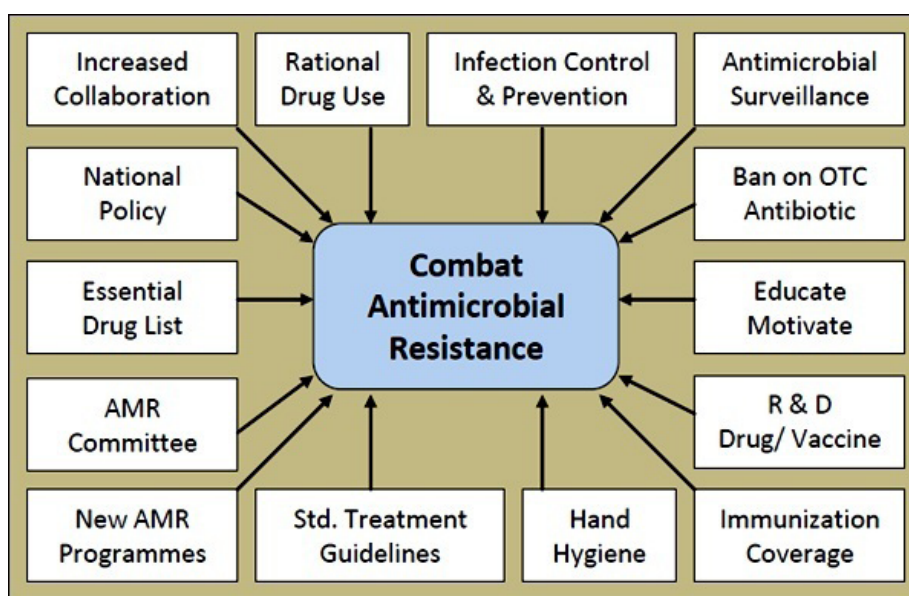 Increased
Collaboration
Rational
Drug Use
Infection Control
& Prevention
Antimicrobial
Surveillance
National
Policy
Ban on OTC
Antibiotic
Combat
Antimicrobial
Resistance
Essential
Drug List
Educate
Motivate
AMR
Committee
R & D
Drug/ Vaccine
New AMR
Programmes
Std. Treatment
Guidelines
Hand
Hygiene
Immunization
Coverage